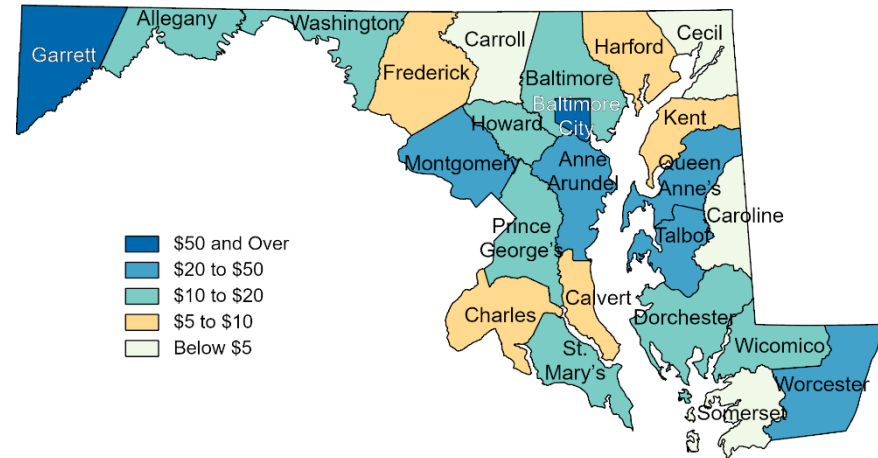 Allegany
Washington
Garrett
Frederick
Carroll
Harford
Cecil
Baltimore
Baltimore
City
Howard
Kent
Montgomery
Anne
Arundel
Queen
Anne's
Caroline
Talbot
Prince
George's
$50 and Over
$20 to $50
$10 to $20
$5 to $10
Below $5
Charles
Calvert
Dorchester
St.
Mary's
Wicomico
Worcester
Somerset